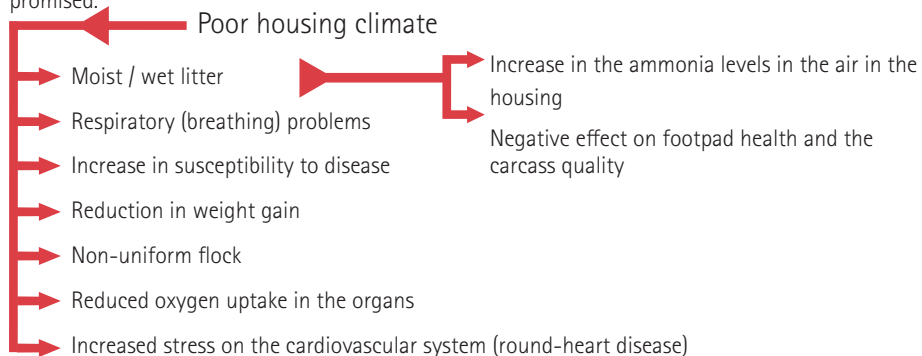 promised.
Poor housing climate
Moist / wet litter
Increase in the ammonia levels in the air in the
housing
Negative effect on footpad health and the
carcass quality
Respiratory (breathing) problems
Increase in susceptibility to disease
Reduction in weight gain
Non-uniform flock
Reduced oxygen uptake in the organs
Increased stress on the cardiovascular system (round-heart disease)